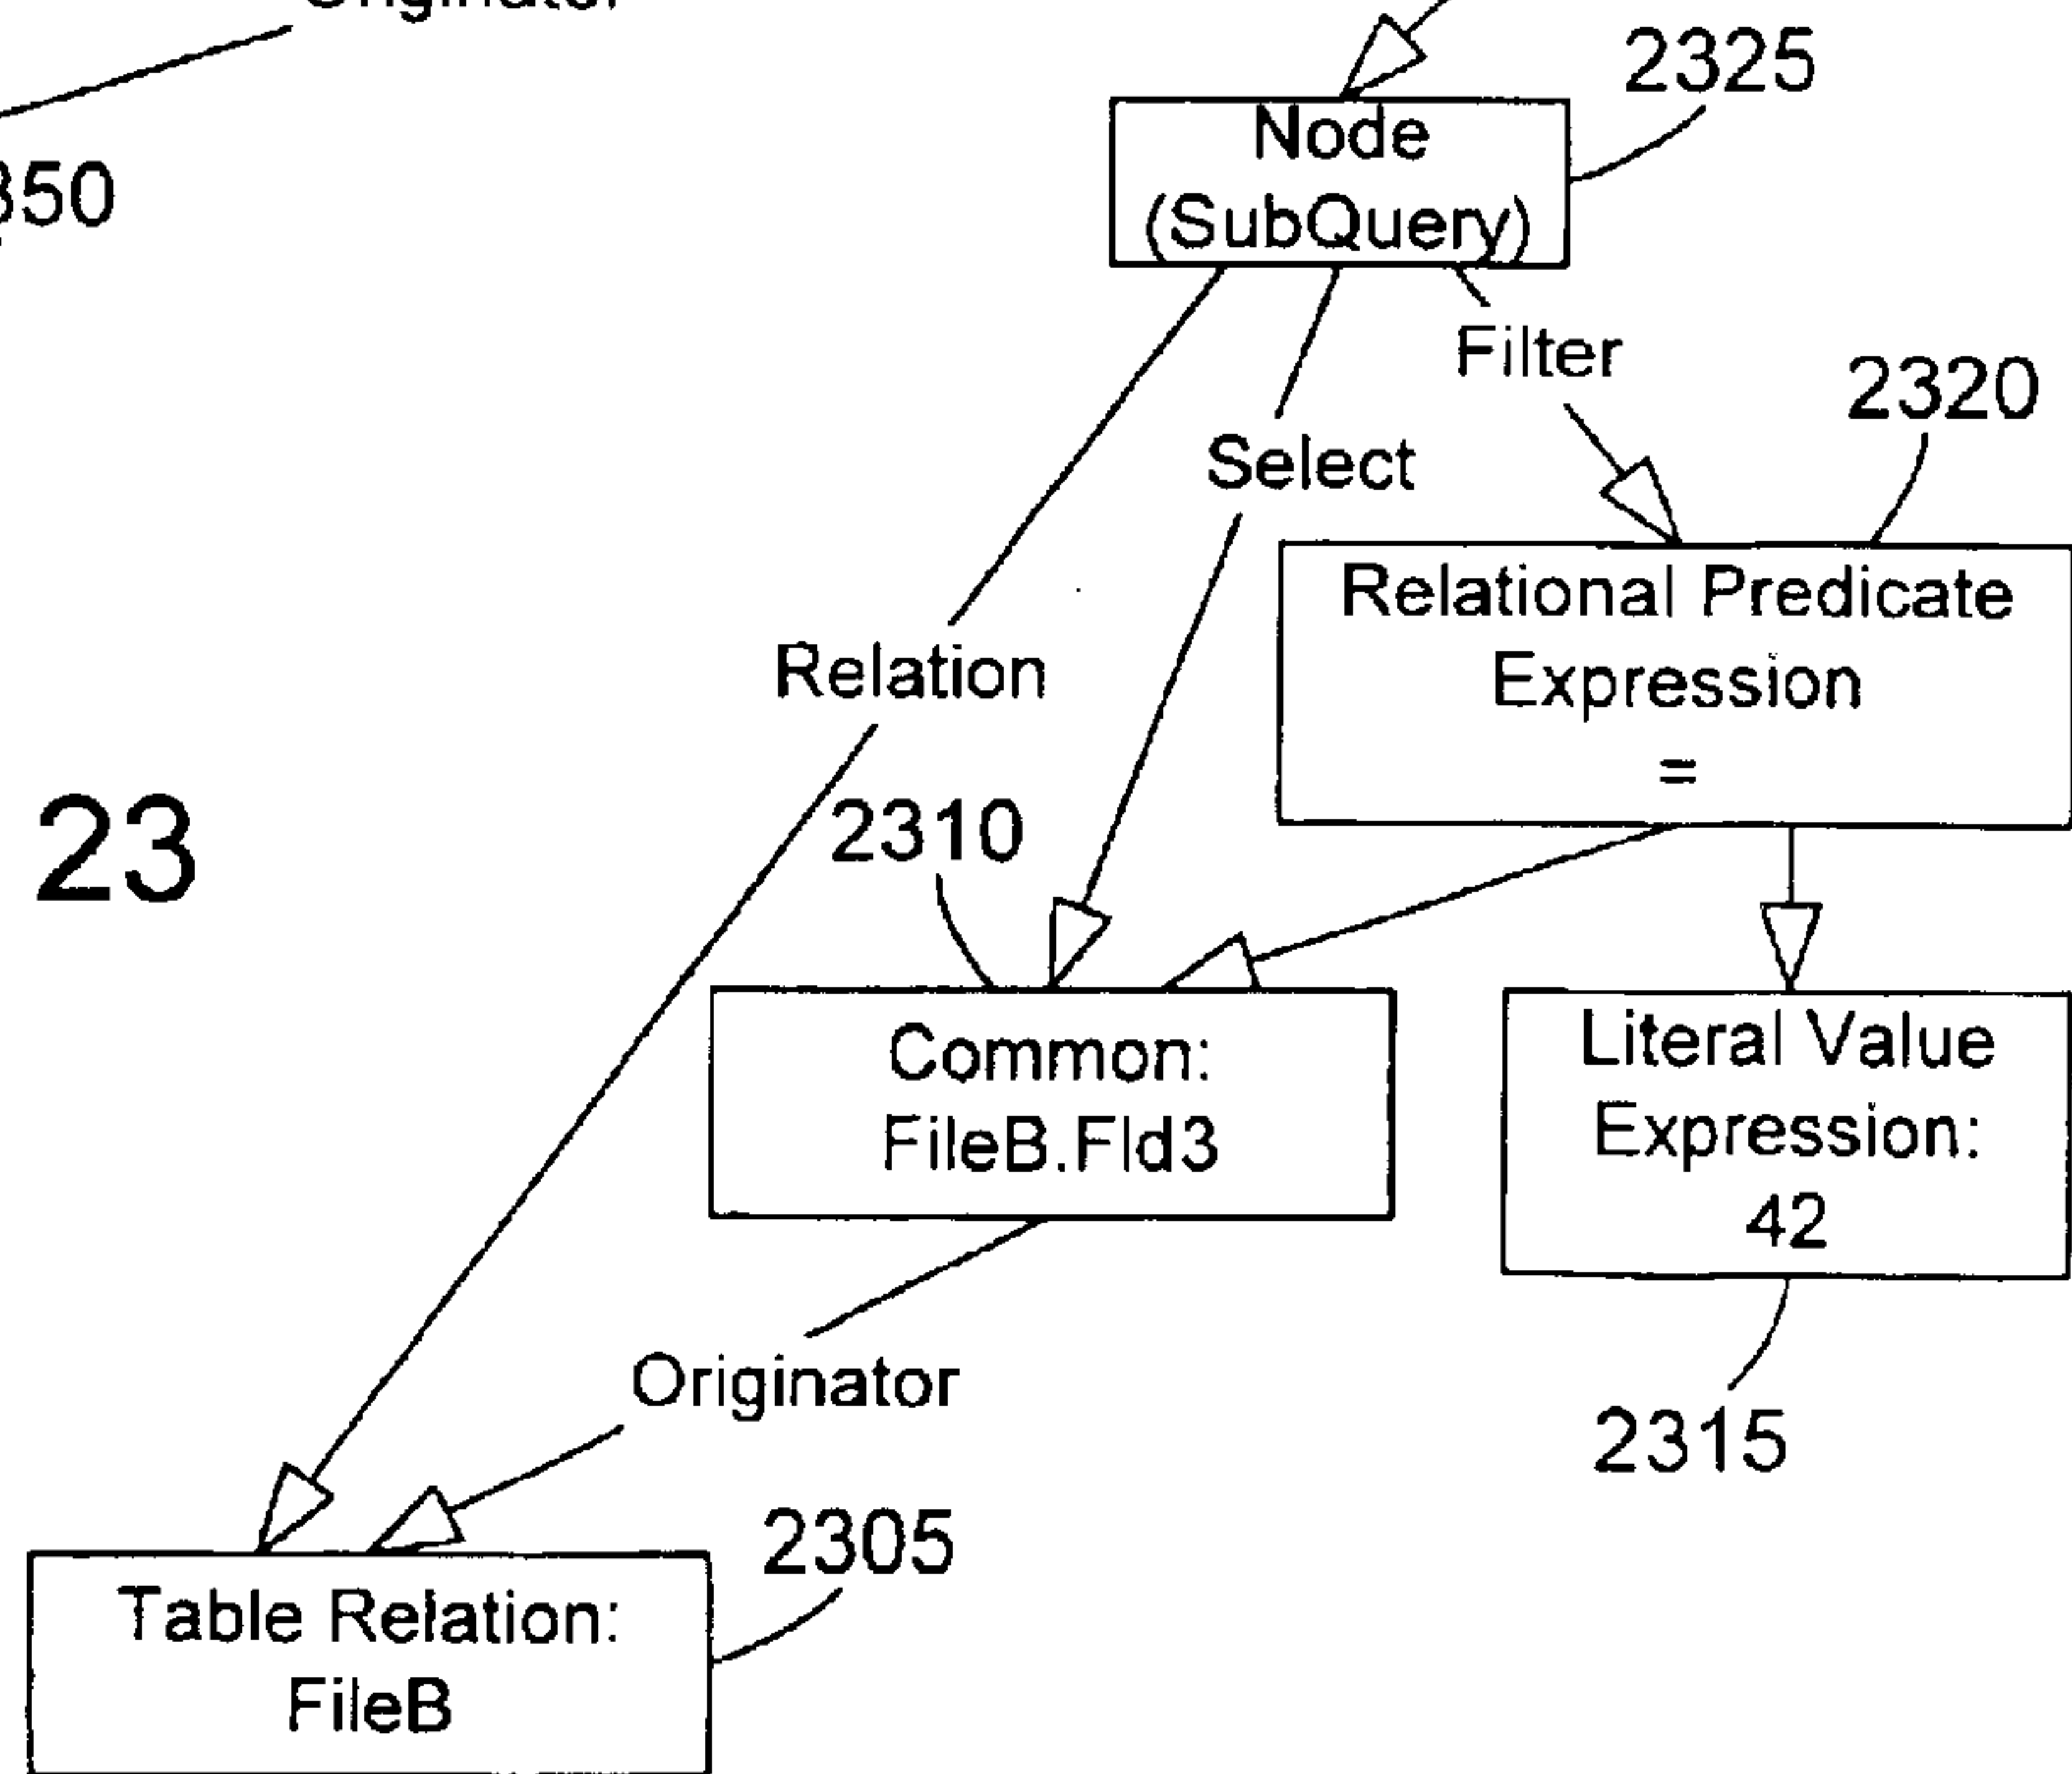 2325
Node
(SubQuery)
Filter
2320
Select
Relational Predicate
Expression
=
Relation
2310
23
Common:
FileB.Fld3
Literal Value
Expression:
42
Originator
2315
2305
Table Relation:
FileB